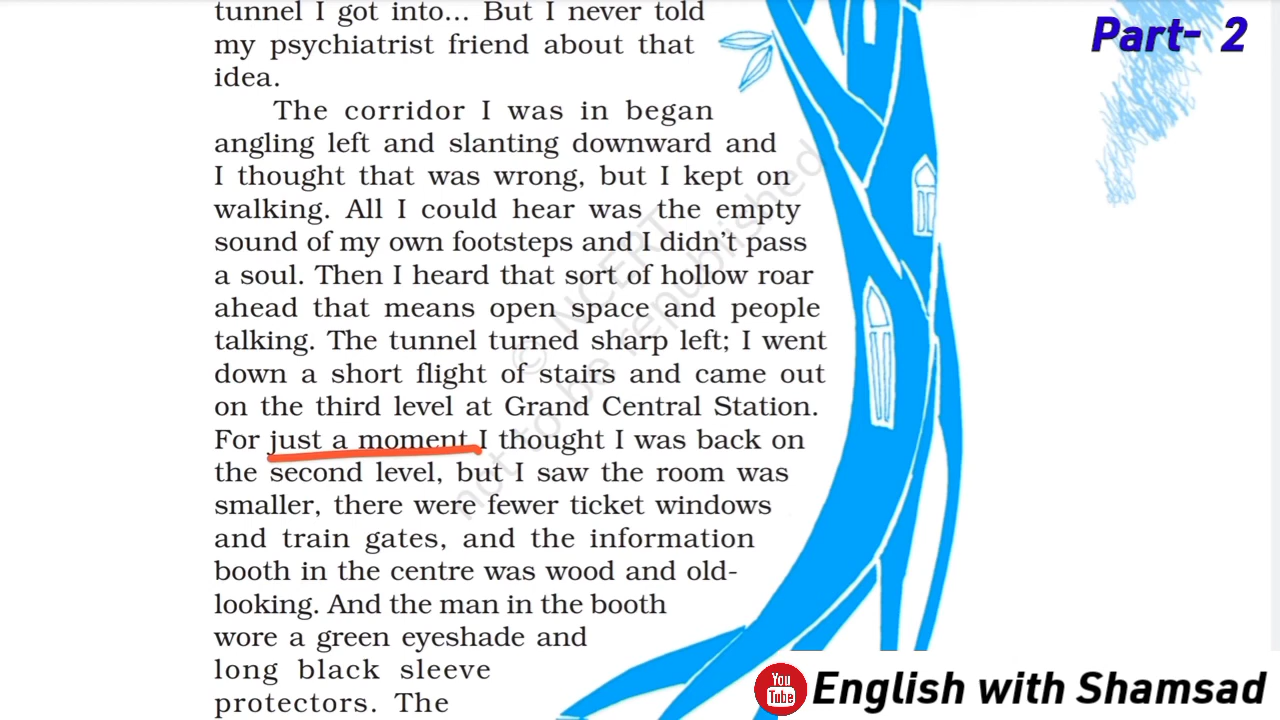 tunnel I got into... But I never told
my psychiatrist friend about that
idea.
The corridor I was in began
angling left and slanting downward and
I thought that was wrong, but I kept on
walking. All I could hear was the empty
sound of my own footsteps and I didn't pass
a soul. Then I heard that sort of hollow roar
ahead that means open space and people
talking. The tunnel turned sharp left; I went
down a short flight of stairs and came out
on the third level at Grand Central Station.
For just a moment I thought I was back on
the second level, but I saw the room was
smaller, there were fewer ticket windows
and train gates, and the information
booth in the centre was wood and old-
looking. And the man in the booth
wore a green eyeshade and
long black sleeve
protectors. The
Part- 2
© NCERT
not to be republished
You
Tube
English with Shamsad